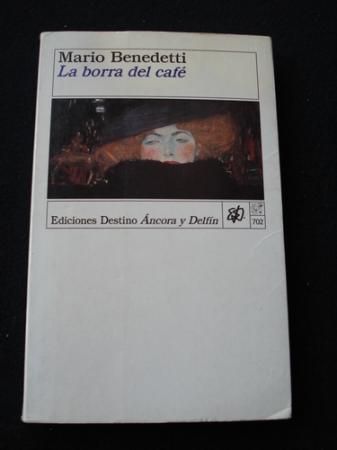 Mario Benedetti
La borra del café
Ediciones Destino Áncora y Delfín
702